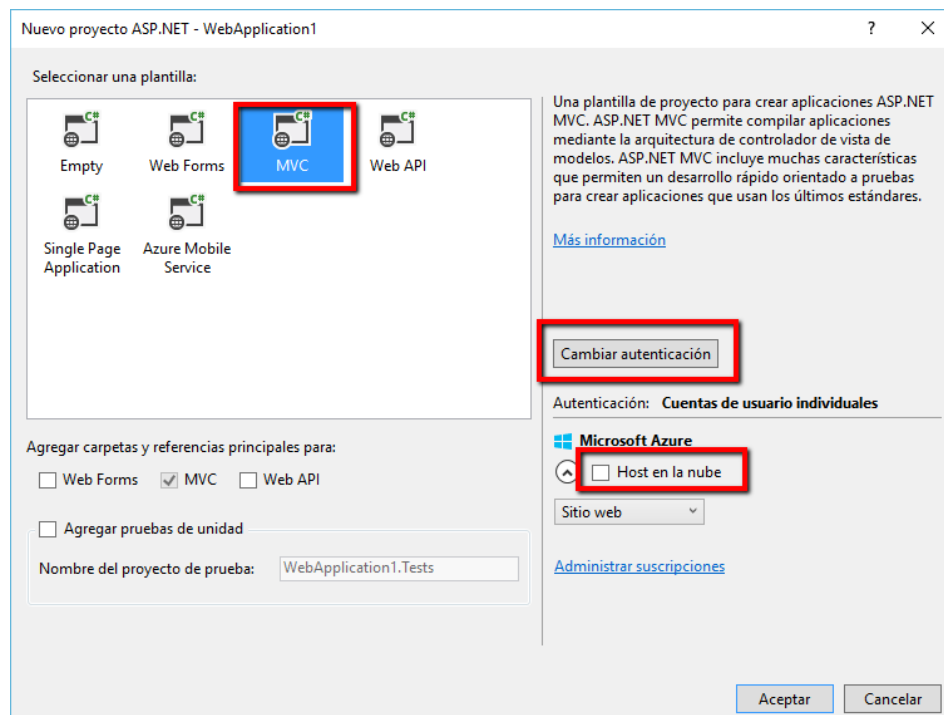 Nuevo proyecto ASP.NET - WebApplication1
Seleccionar una plantilla:
C#
C#
C#
C#
Empty
Web Forms
MVC
Web API
C#
C#
Single Page
Application
Azure Mobile
Service
Una plantilla de proyecto para crear aplicaciones ASP.NET
MVC. ASP.NET MVC permite compilar aplicaciones
mediante la arquitectura de controlador de vista de
modelos. ASP.NET MVC incluye muchas características
que permiten un desarrollo rápido orientado a pruebas
para crear aplicaciones que usan los últimos estándares.
Más información
Cambiar autenticación
Autenticación: Cuentas de usuario individuales
Microsoft Azure
Host en la nube
Sitio web
Administrar suscripciones
Agregar carpetas y referencias principales para:
Web Forms
MVC
Web API
Agregar pruebas de unidad
Nombre del proyecto de prueba:
WebApplication1.Tests
Aceptar
Cancelar